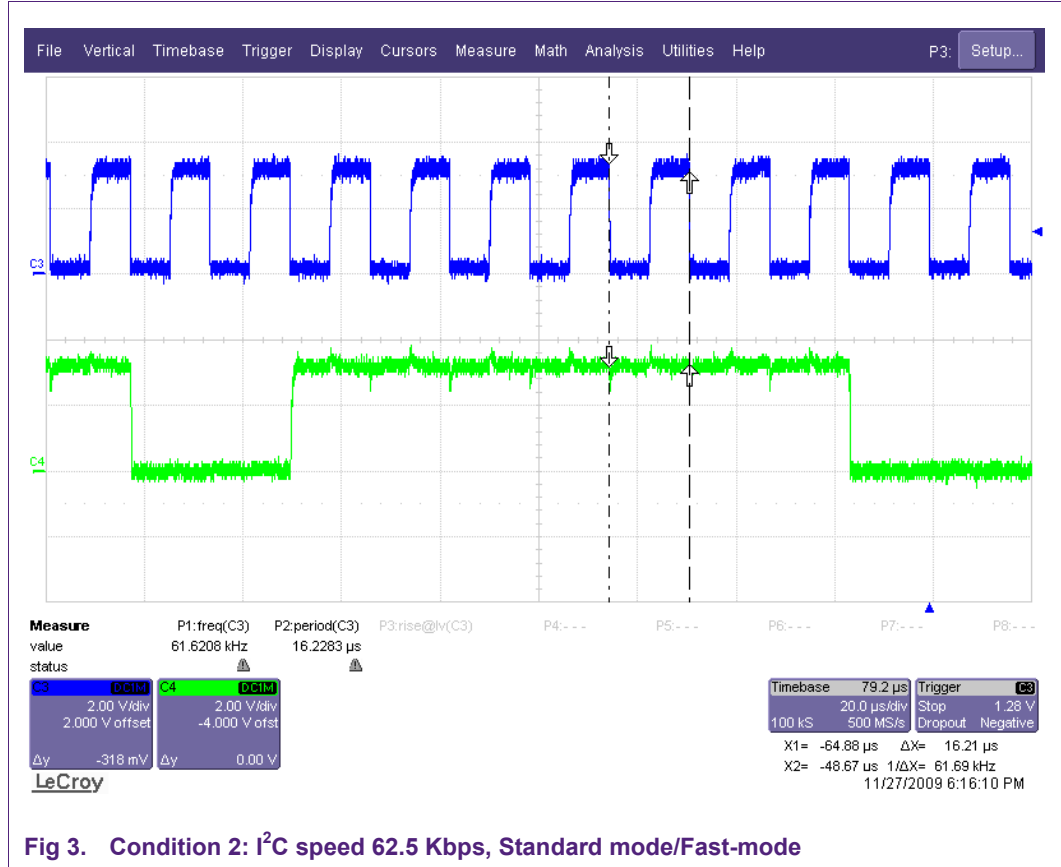 File Vertical Timebase Trigger Display Cursors Measure Math Analysis Utilities Help P3: Setup...
C3
C4
Measure P1:freq(C3) P2:period(C3) P3:rise@lv(C3) P4:- - - P5:- - - P6:- - - P7:- - - P8:- - -
value 61.6208 kHz 16.2283 µs
status
C3 DC1M
2.00 V/div
2.000 V offset
Δy -318 mV
C4 DC1M
2.00 V/div
-4.000 V ofst
Δy 0.00 V
Timebase 79.2 µs
20.0 µs/div
100 kS 500 MS/s
Trigger C3
Stop 1.28 V
Dropout Negative
X1= -64.88 µs ΔX= 16.21 µs
X2= -48.67 µs 1/ΔX= 61.69 kHz
LeCroy
11/27/2009 6:16:10 PM
Fig 3. Condition 2: I²C speed 62.5 Kbps, Standard mode/Fast-mode